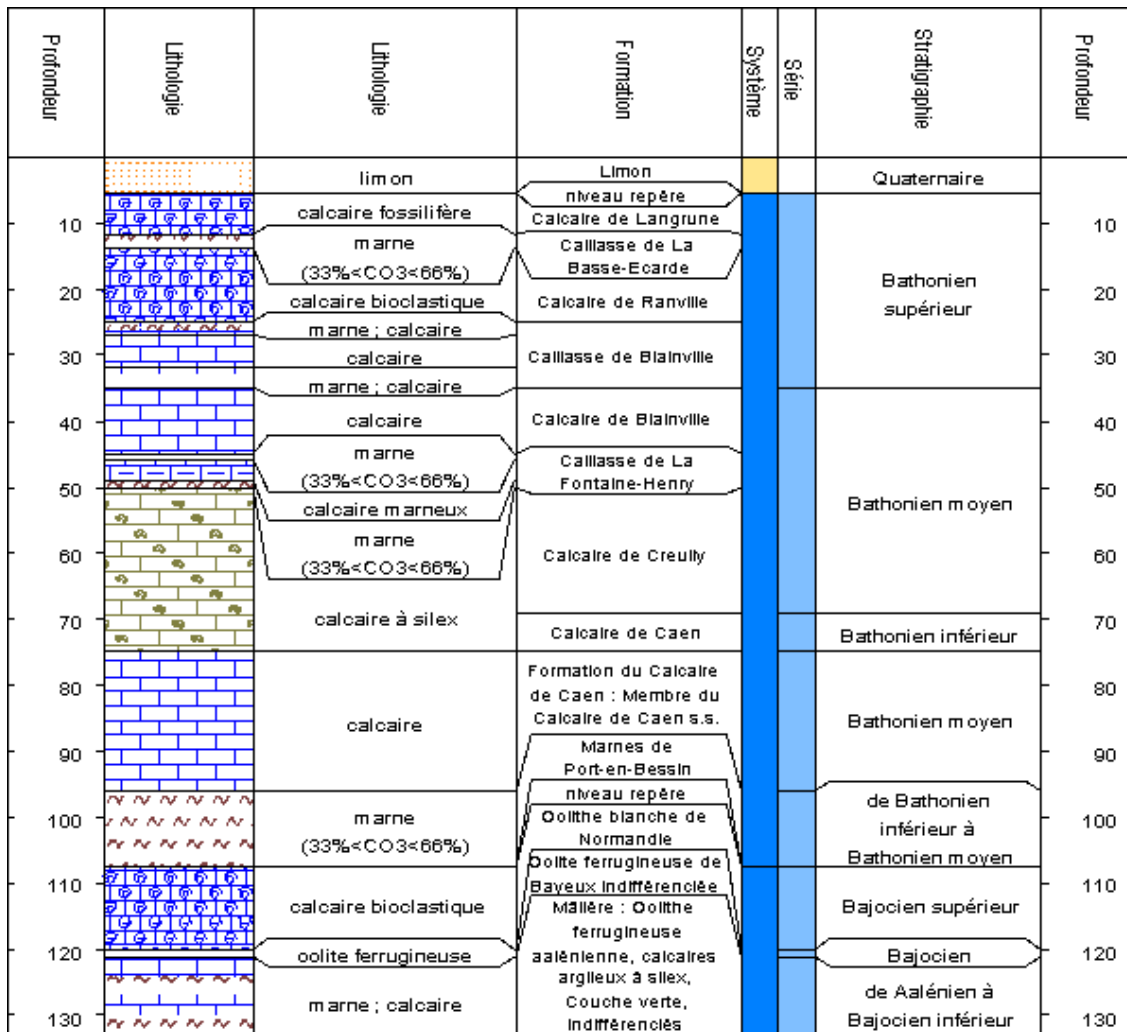 Profondeur
Lithologie
Lithologie
Formation
Système
Série
Stratigraphie
Profondeur
10
20
30
40
50
60
70
80
90
100
110
120
130
limon
calcaire fossilifère
marne
(33%<CO3<66%)
calcaire bioclastique
marne ; calcaire
calcaire
marne ; calcaire
calcaire
marne
(33%<CO3<66%)
calcaire marneux
marne
(33%<CO3<66%)
calcaire à silex
calcaire
marne
(33%<CO3<66%)
calcaire bioclastique
oolite ferrugineuse
marne ; calcaire
Limon
niveau repère
Calcaire de Langrune
Caillasse de La
Basse-Ecarde
Calcaire de Ranville
Caillasse de Blainville
Calcaire de Blainville
Caillasse de La
Fontaine-Henry
Calcaire de Creully
Calcaire de Caen
Formation du Calcaire
de Caen : Membre du
Calcaire de Caen s.s.
Marnes de
Port-en-Bessin
niveau repère
Oolithe blanche de
Normandie
Oolite ferrugineuse de
Bayeux indifférenciée
Mâlière : Oolithe
ferrugineuse
aalénienne, calcaires
argileux à silex,
Couche verte,
indifférenciés
Quaternaire
Bathonien
supérieur
Bathonien moyen
Bathonien inférieur
Bathonien moyen
de Bathonien
inférieur à
Bathonien moyen
Bajocien supérieur
Bajocien
de Aalénien à
Bajocien inférieur
10
20
30
40
50
60
70
80
90
100
110
120
130